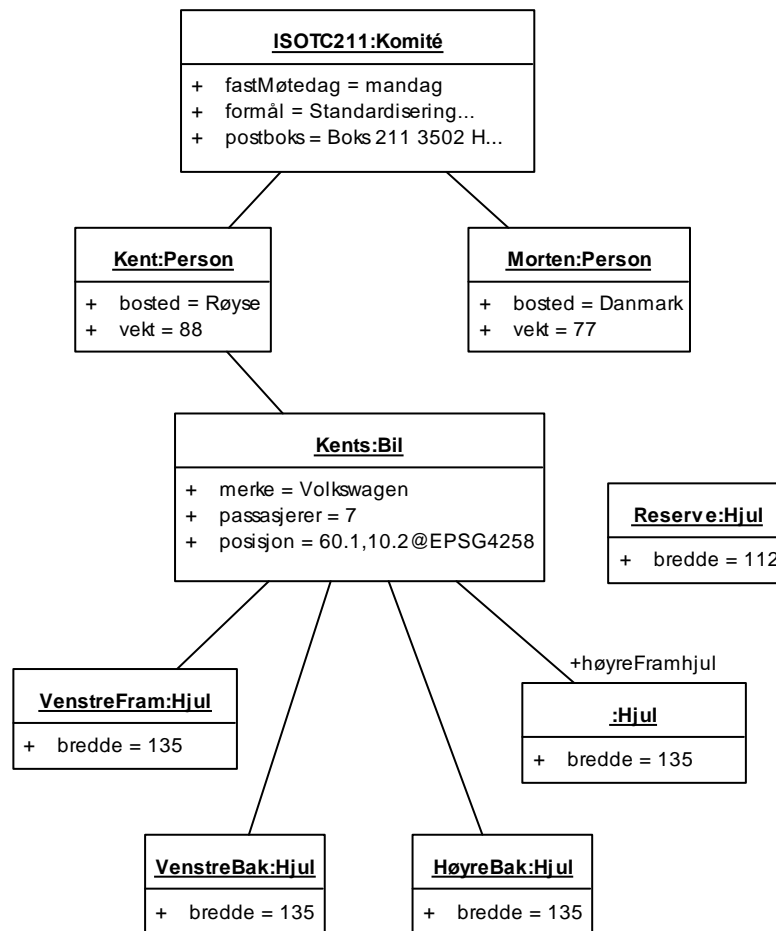 ISOTC211:Komité
+ fastMøtedag = mandag
+ formål = Standardisering...
+ postboks = Boks 211 3502 H...
Kent:Person
+ bosted = Røyse
+ vekt = 88
Morten:Person
+ bosted = Danmark
+ vekt = 77
Kents:Bil
+ merke = Volkswagen
+ passasjerer = 7
+ posisjon = 60.1,10.2@EPSG4258
Reserve:Hjul
+ bredde = 112
+høyreFramhjul
VenstreFram:Hjul
+ bredde = 135
:Hjul
+ bredde = 135
VenstreBak:Hjul
+ bredde = 135
HøyreBak:Hjul
+ bredde = 135